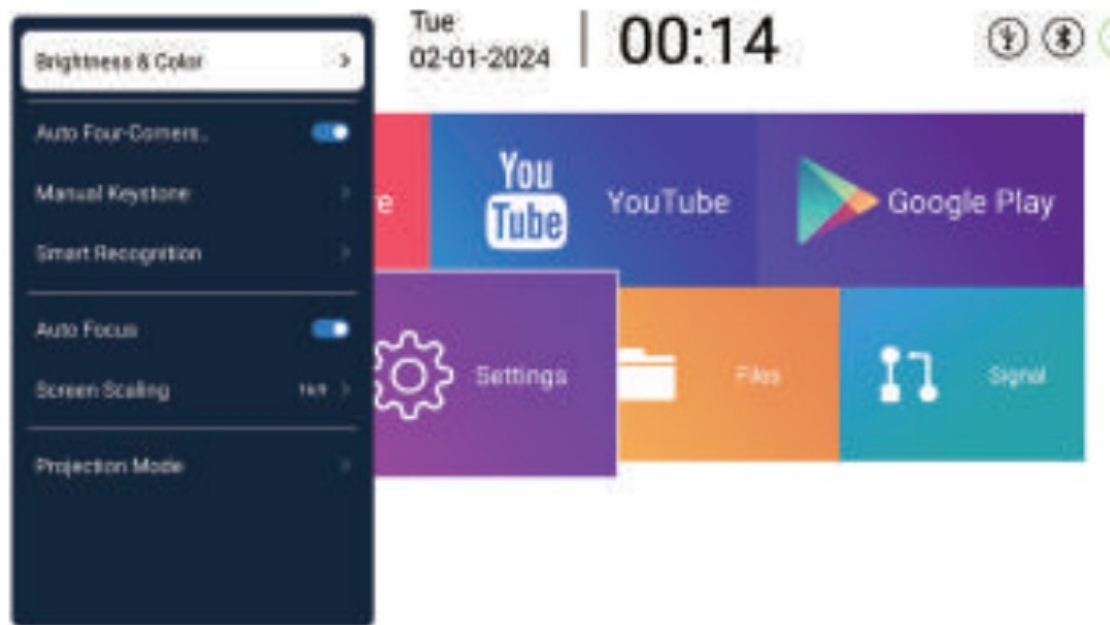 Brightness & Color
Auto Four-Corners..
Manual Keystone
Smart Recognition
Auto Focus
Screen Scaling 16:9
Projection Mode
Tue
02-01-2024
00:14
e
You
Tube
YouTube
Google Play
Settings
Files
Signal